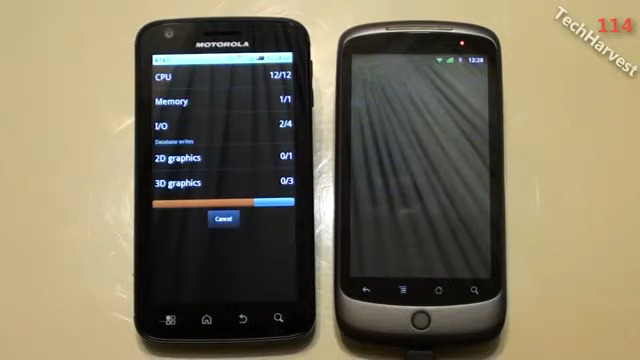 114
TechHarvest
MOTOROLA
12:28
CPU 12/12
Memory 1/1
I/O 2/4
Database writes
2D graphics 0/1
3D graphics 0/3
Cancel